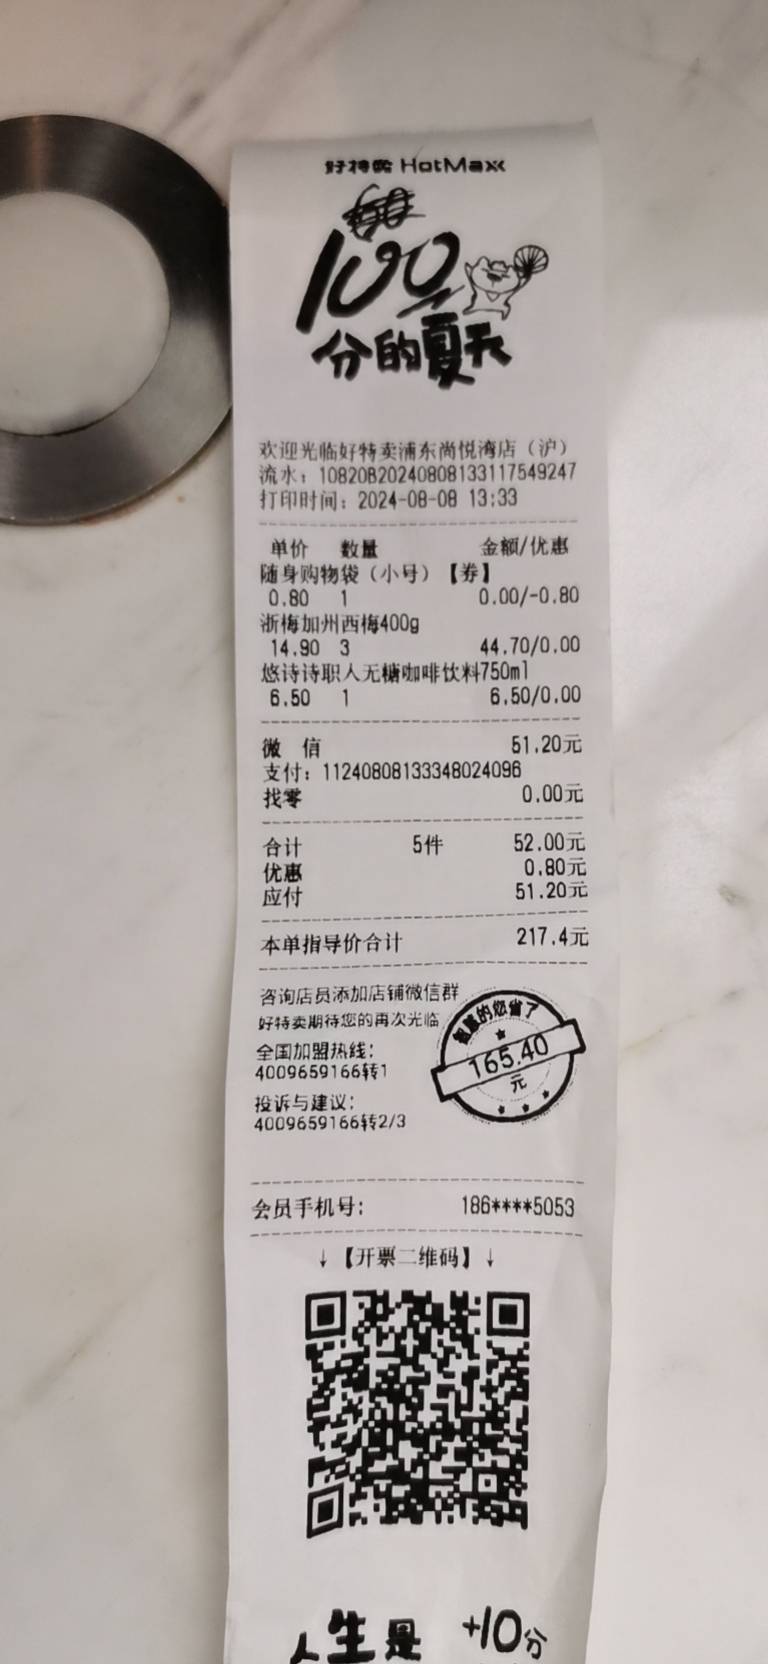 好特卖 HotMaxx
100
分的夏天
欢迎光临好特卖浦东尚悦湾店（沪）
流水：10820820240808133117549247
打印时间：2024-08-08 13:33
单价 数量 金额/优惠
随身购物袋（小号）【券】
0.80 1 0.00/-0.80
浙梅加州西梅400g
14.90 3 44.70/0.00
悠诗诗职人无糖咖啡饮料750ml
6.50 1 6.50/0.00
微 信 51.20元
支付：11240808133348024096
找零 0.00元
合计 5件 52.00元
优惠 0.80元
应付 51.20元
本单指导价合计 217.4元
咨询店员添加店铺微信群
好特卖期待您的再次光临
全国加盟热线：
4009659166转1
投诉与建议：
4009659166转2/3
的您省了
165.40
元
会员手机号： 186****5053
↓【开票二维码】↓
人生是 +10分